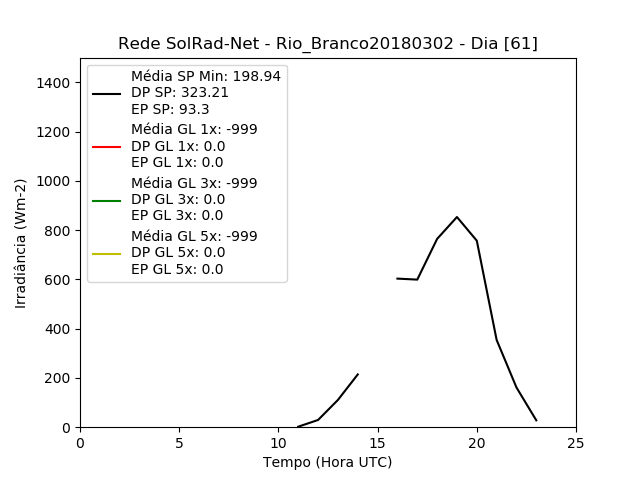 Rede SolRad-Net - Rio_Branco20180302 - Dia [61]
Média SP Min: 198.94
DP SP: 323.21
EP SP: 93.3
Média GL 1x: -999
DP GL 1x: 0.0
EP GL 1x: 0.0
Média GL 3x: -999
DP GL 3x: 0.0
EP GL 3x: 0.0
Média GL 5x: -999
DP GL 5x: 0.0
EP GL 5x: 0.0
Irradiância (Wm-2)
1400
1200
1000
800
600
400
200
0
0 5 10 15 20 25
Tempo (Hora UTC)